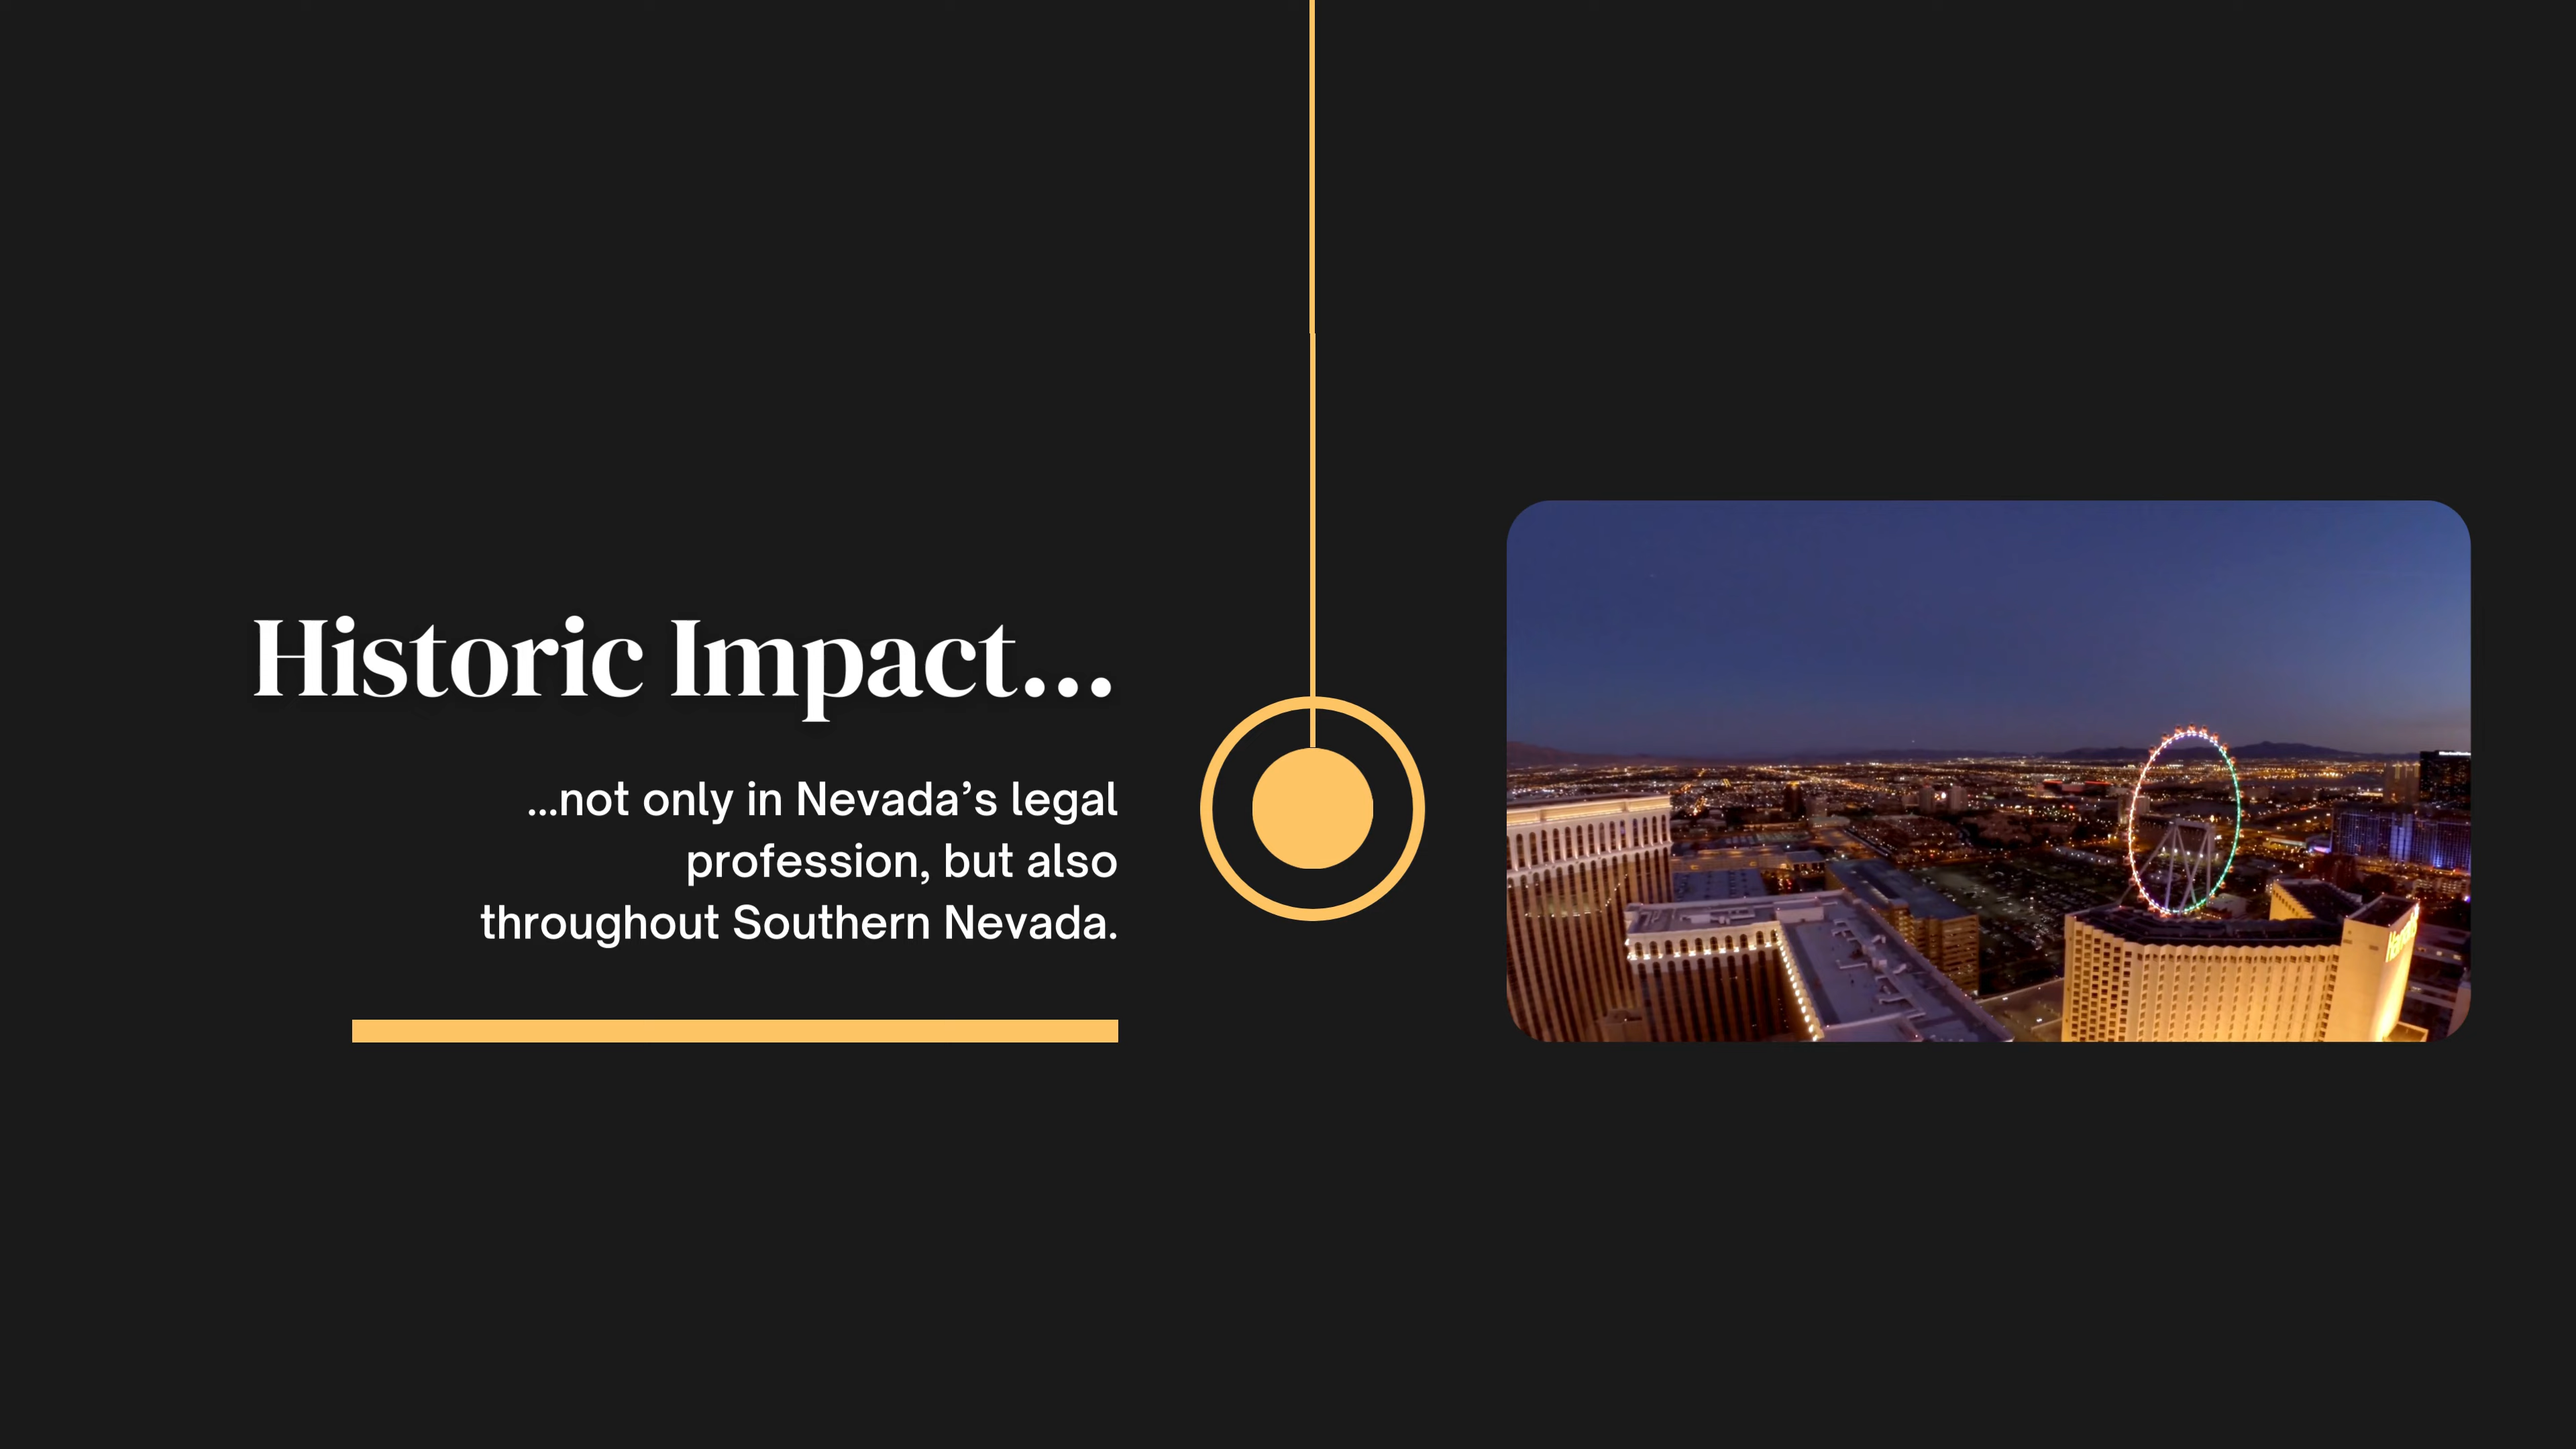 Historic Impact...
...not only in Nevada’s legal
profession, but also
throughout Southern Nevada.